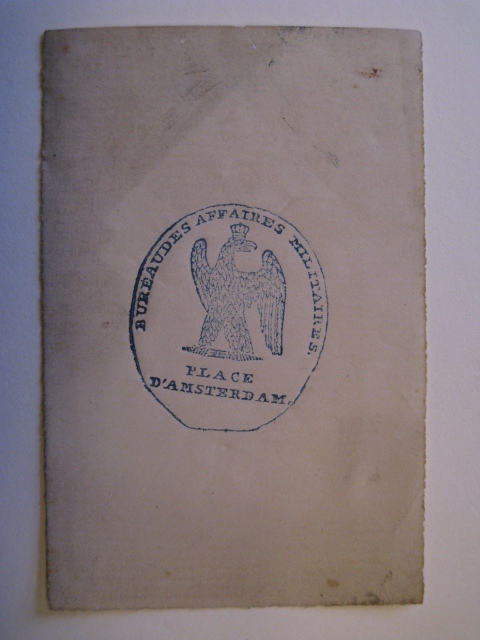 BUREAU DES AFFAIRES MILITAIRES.
PLACE
D'AMSTERDAM.